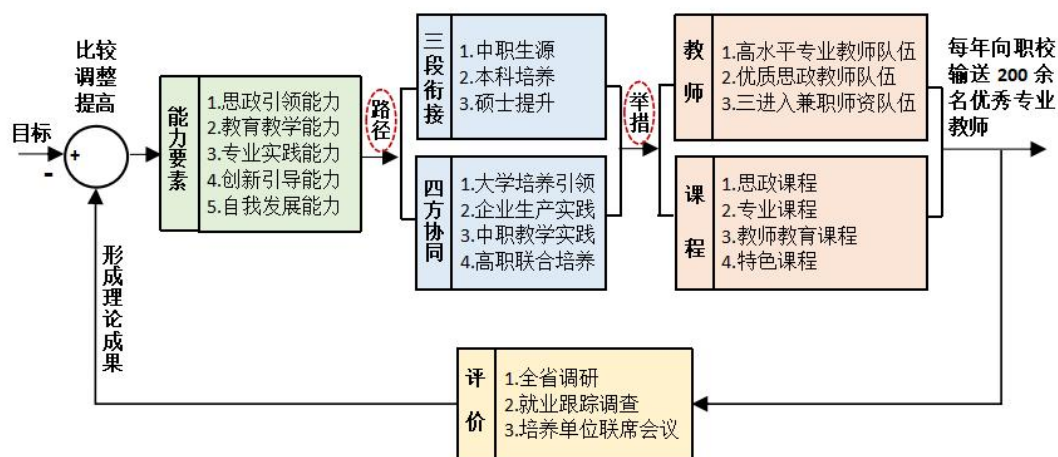 目标
比较
调整
提高
+
-
能力要素
1.思政引领能力
2.教育教学能力
3.专业实践能力
4.创新引导能力
5.自我发展能力
路径
三段衔接
1.中职生源
2.本科培养
3.硕士提升
四方协同
1.大学培养引领
2.企业生产实践
3.中职教学实践
4.高职联合培养
举措
教师
1.高水平专业教师队伍
2.优质思政教师队伍
3.三进入兼职师资队伍
课程
1.思政课程
2.专业课程
3.教师教育课程
4.特色课程
每年向职校
输送 200 余
名优秀专业
教师
评价
1.全省调研
2.就业跟踪调查
3.培养单位联席会议
形成理论成果